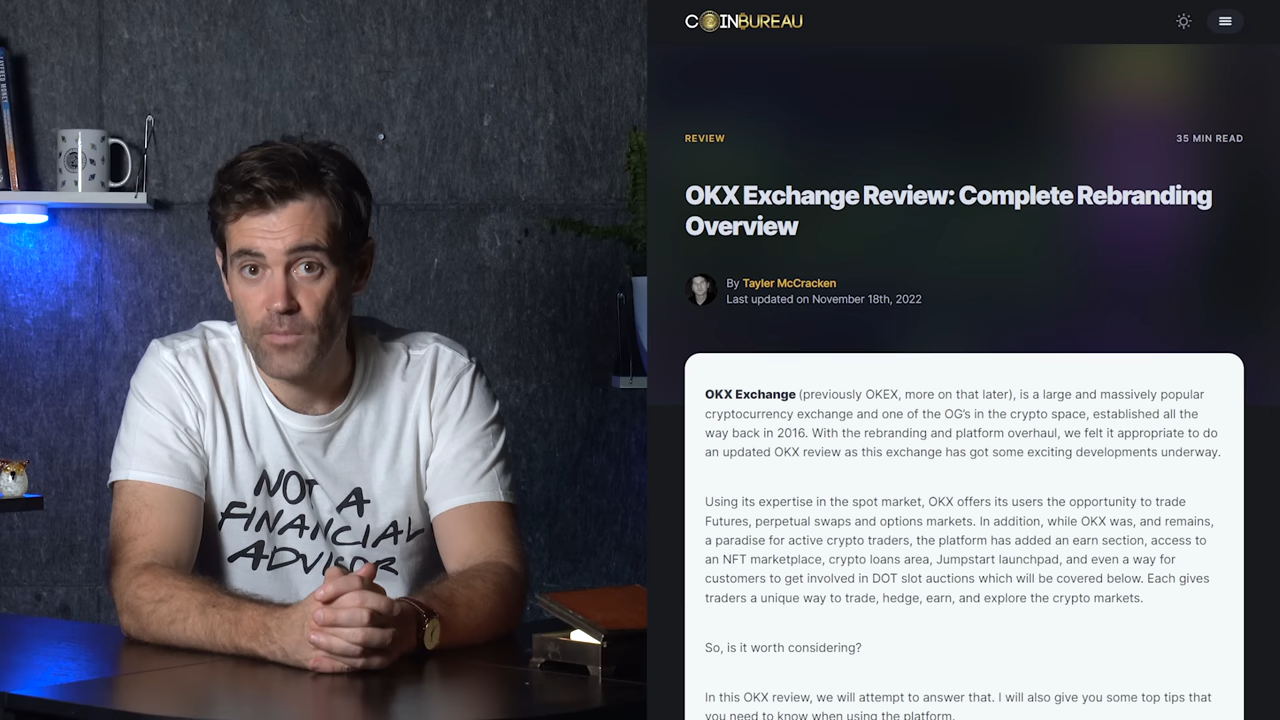 NOT A
FINANCIAL
ADVISOR
COINBUREAU
REVIEW
35 MIN READ
OKX Exchange Review: Complete Rebranding
Overview
By Tayler McCracken
Last updated on November 18th, 2022
OKX Exchange (previously OKEX, more on that later), is a large and massively popular
cryptocurrency exchange and one of the OG's in the crypto space, established all the
way back in 2016. With the rebranding and platform overhaul, we felt it appropriate to do
an updated OKX review as this exchange has got some exciting developments underway.
Using its expertise in the spot market, OKX offers its users the opportunity to trade
Futures, perpetual swaps and options markets. In addition, while OKX was, and remains,
a paradise for active crypto traders, the platform has added an earn section, access to
an NFT marketplace, crypto loans area, Jumpstart launchpad, and even a way for
customers to get involved in DOT slot auctions which will be covered below. Each gives
traders a unique way to trade, hedge, earn, and explore the crypto markets.
So, is it worth considering?
In this OKX review, we will attempt to answer that. I will also give you some top tips that
you need to know when using the platform.